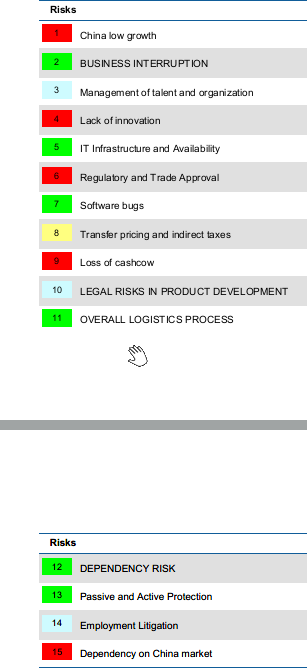 Risks
1 China low growth
2 BUSINESS INTERRUPTION
3 Management of talent and organization
4 Lack of innovation
5 IT Infrastructure and Availability
6 Regulatory and Trade Approval
7 Software bugs
8 Transfer pricing and indirect taxes
9 Loss of cashcow
10 LEGAL RISKS IN PRODUCT DEVELOPMENT
11 OVERALL LOGISTICS PROCESS
Risks
12 DEPENDENCY RISK
13 Passive and Active Protection
14 Employment Litigation
15 Dependency on China market